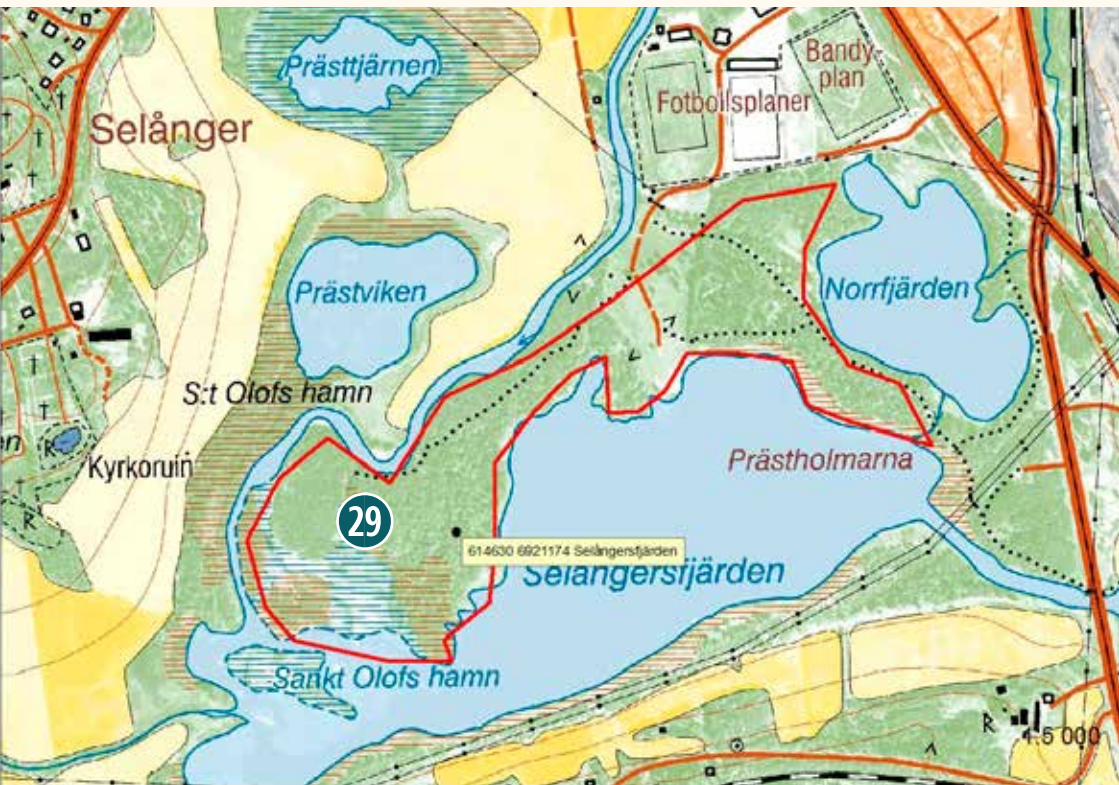 Prästtjärnen
Bandy-
plan
Fotbollsplaner
Selånger
Prästviken
Norrfjärden
S:t Olofs hamn
Kyrkoruin
Prästholmarna
29
614630 6921174 Selångersfjärden
Selångersfjärden
Sankt Olofs hamn
R
R
R
1:5 000